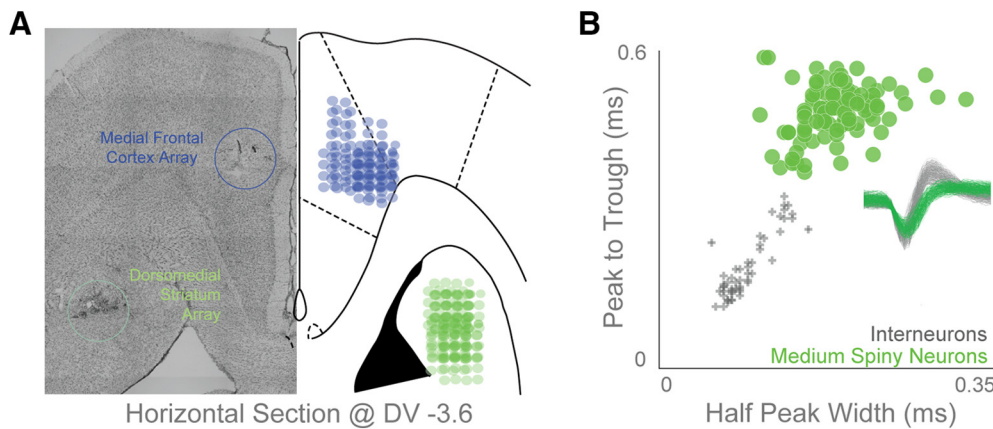 A
Medial Frontal
Cortex Array
Dorsomedial
Striatum
Array
Horizontal Section @ DV -3.6
B
0.6
Peak to Trough (ms)
0
Interneurons
Medium Spiny Neurons
0
0.35
Half Peak Width (ms)